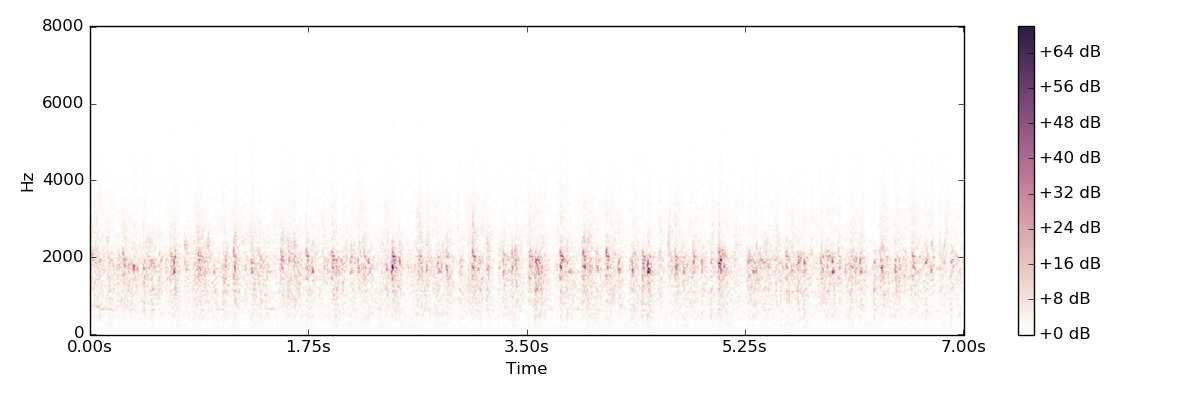 8000
6000
4000
2000
0
Hz
0.00s 1.75s 3.50s 5.25s 7.00s
Time
+64 dB
+56 dB
+48 dB
+40 dB
+32 dB
+24 dB
+16 dB
+8 dB
+0 dB